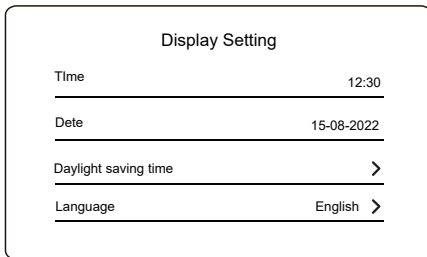 Display Setting
TIme 12:30
Dete 15-08-2022
Daylight saving time
Language English